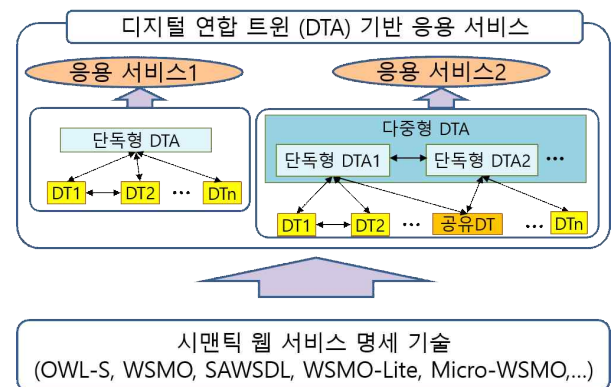 디지털 연합 트윈 (DTA) 기반 응용 서비스
응용 서비스1
응용 서비스2
단독형 DTA
DT1
DT2
...
DTn
다중형 DTA
단독형 DTA1
단독형 DTA2
...
DT1
DT2
...
공유DT
...
DTn
시맨틱 웹 서비스 명세 기술
(OWL-S, WSMO, SAWSDL, WSMO-Lite, Micro-WSMO,...)